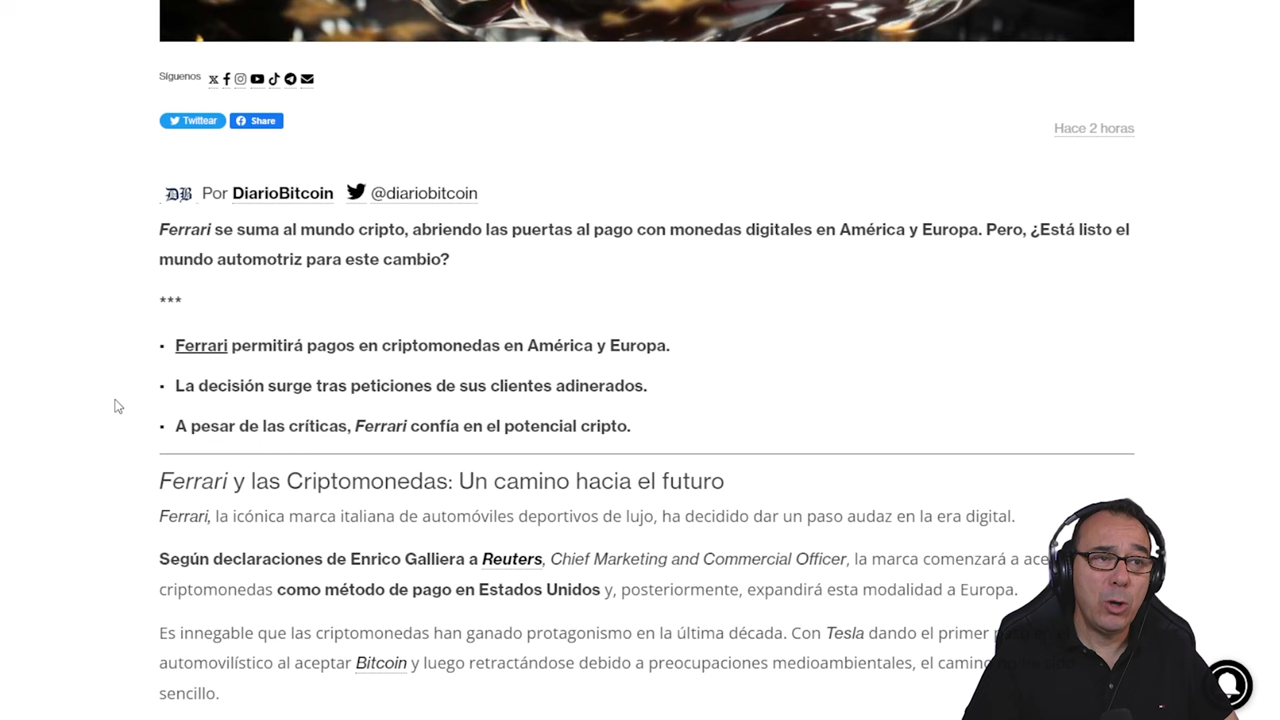 Síguenos
Twittear Share
Hace 2 horas
DB Por DiarioBitcoin @diariobitcoin
Ferrari se suma al mundo cripto, abriendo las puertas al pago con monedas digitales en América y Europa. Pero, ¿Está listo el
mundo automotriz para este cambio?
***
• Ferrari permitirá pagos en criptomonedas en América y Europa.
• La decisión surge tras peticiones de sus clientes adinerados.
• A pesar de las críticas, Ferrari confía en el potencial cripto.
Ferrari y las Criptomonedas: Un camino hacia el futuro
Ferrari, la icónica marca italiana de automóviles deportivos de lujo, ha decidido dar un paso audaz en la era digital.
Según declaraciones de Enrico Galliera a Reuters, Chief Marketing and Commercial Officer, la marca comenzará a
criptomonedas como método de pago en Estados Unidos y, posteriormente, expandirá esta modalidad a Europa.
Es innegable que las criptomonedas han ganado protagonismo en la última década. Con Tesla dando el primer
automovilístico al aceptar Bitcoin y luego retractándose debido a preocupaciones medioambientales, el camino
sencillo.